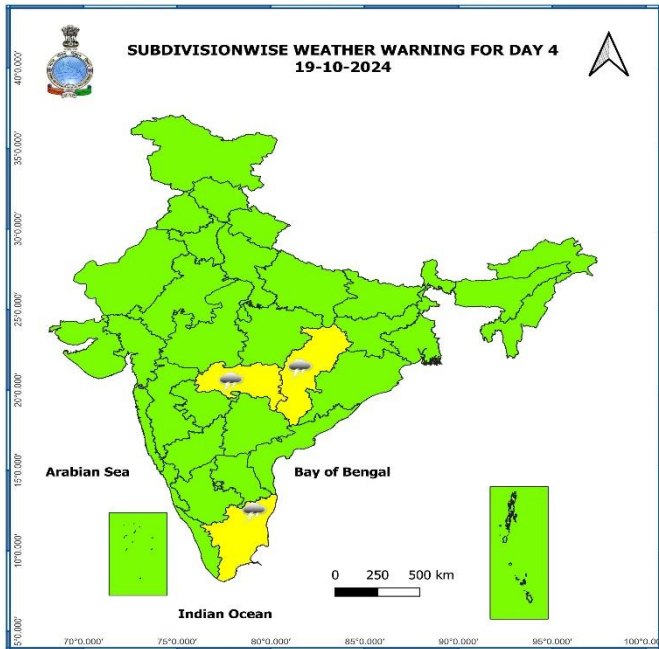 SUBDIVISIONWISE WEATHER WARNING FOR DAY 4
19-10-2024
40°0.000'
35°0.000'
30°0.000'
25°0.000'
20°0.000'
15°0.000'
10°0.000'
5°0.000'
Arabian Sea
Bay of Bengal
0 250 500 km
Indian Ocean
70°0.000' 75°0.000' 80°0.000' 85°0.000' 90°0.000' 95°0.000' 100°0.000'